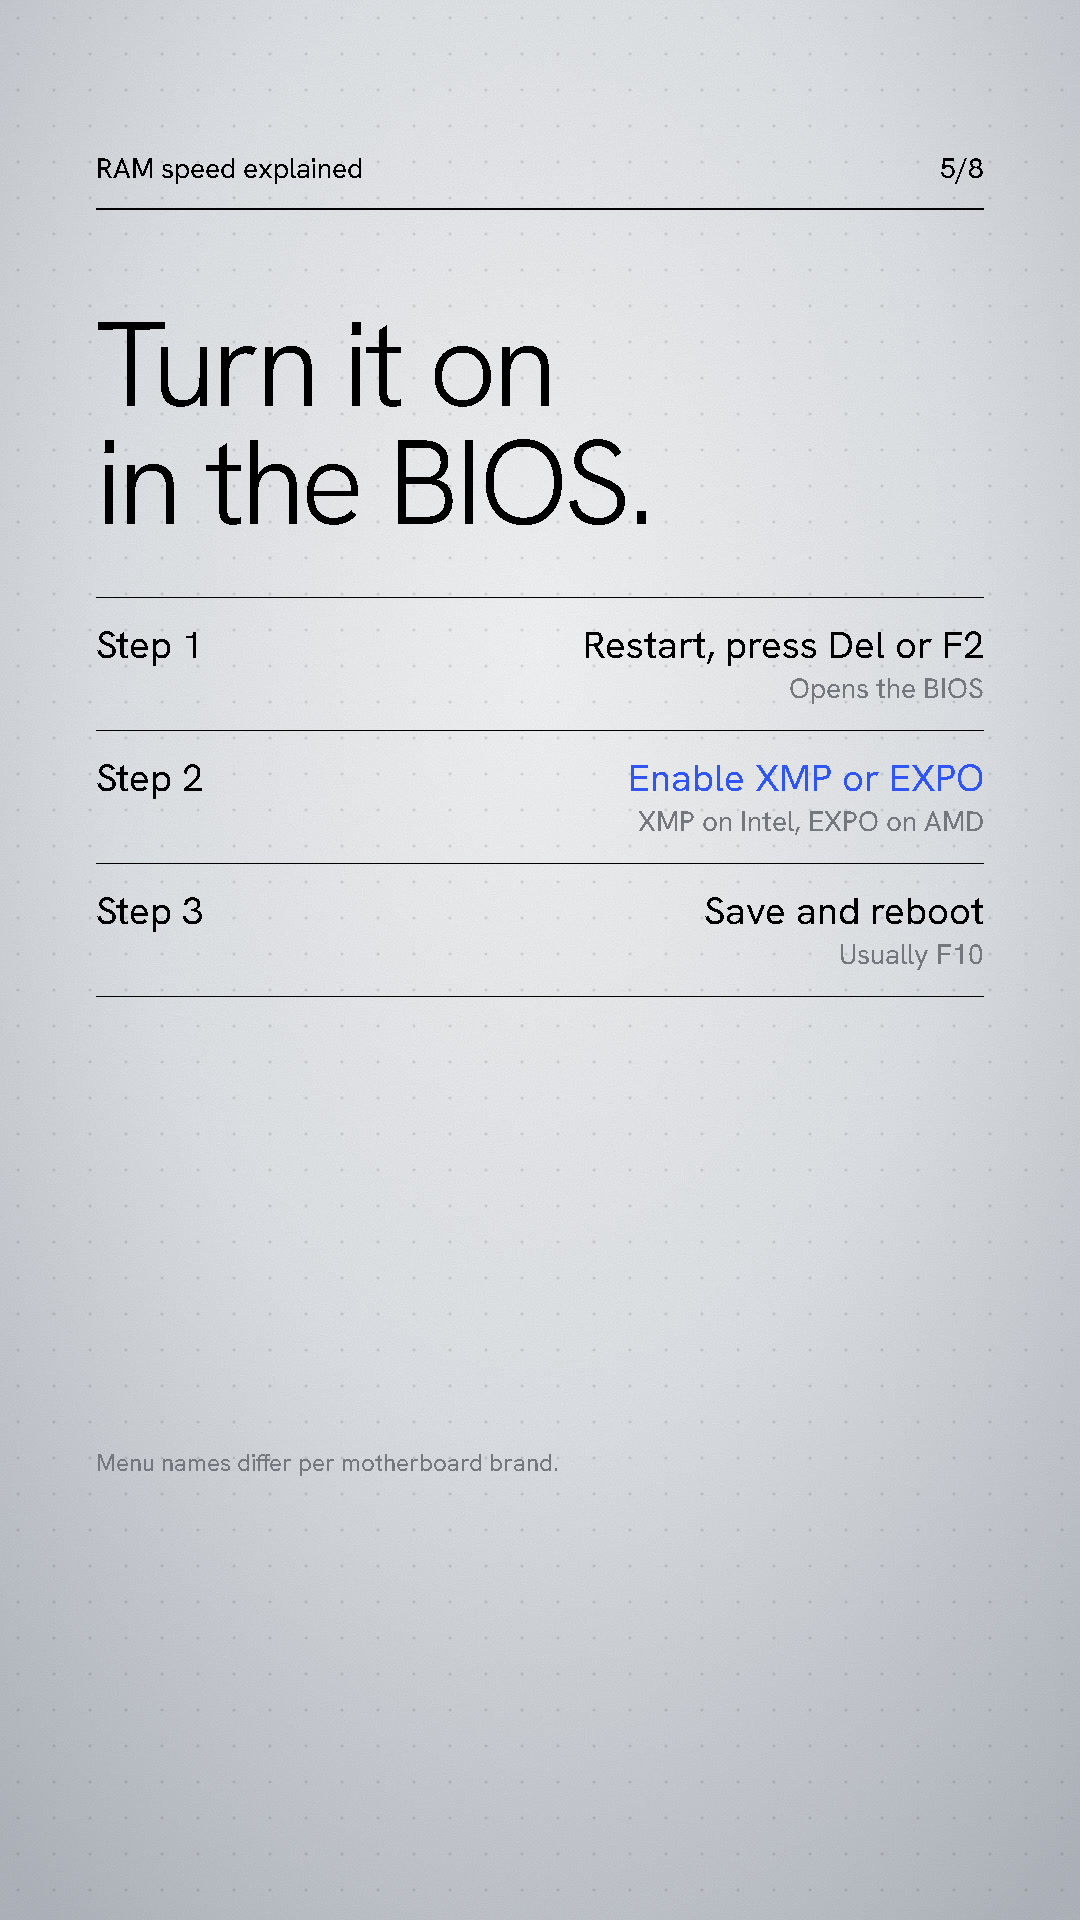 RAM speed explained
5/8
Turn it on
in the BIOS.
Step 1
Restart, press Del or F2
Opens the BIOS
Step 2
Enable XMP or EXPO
XMP on Intel, EXPO on AMD
Step 3
Save and reboot
Usually F10
Menu names differ per motherboard brand.